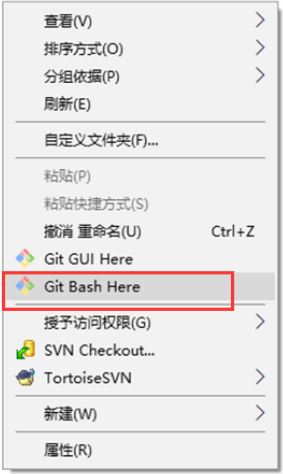 查看(V)
排序方式(O)
分组依据(P)
刷新(E)
自定义文件夹(F)...
粘贴(P)
粘贴快捷方式(S)
撤消 重命名(U) Ctrl+Z
Git GUI Here
Git Bash Here
授予访问权限(G)
SVN Checkout...
TortoiseSVN
新建(W)
属性(R)